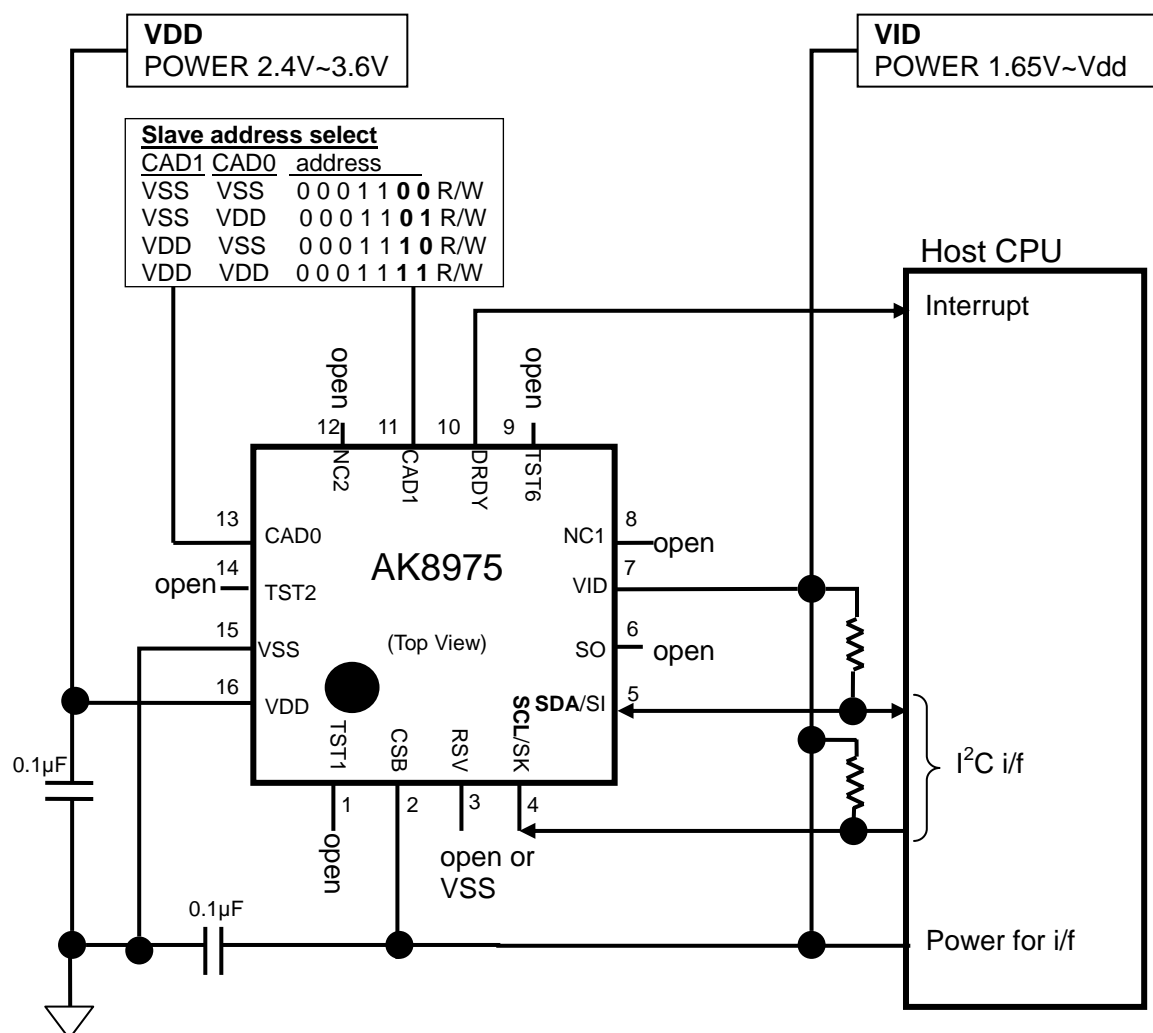 VDD
POWER 2.4V~3.6V
VID
POWER 1.65V~Vdd
Slave address select
CAD1 CAD0 address
VSS VSS 0 0 0 1 1 0 0 R/W
VSS VDD 0 0 0 1 1 0 1 R/W
VDD VSS 0 0 0 1 1 1 0 R/W
VDD VDD 0 0 0 1 1 1 1 R/W
Host CPU
Interrupt
open
open
12 11 10 9
NC2 CAD1 DRDY TST6
13
CAD0
14
open
TST2
15
VSS
16
VDD
AK8975
(Top View)
8
NC1
open
7
VID
6
SO
open
5
SDA/SI
TST1 CSB RSV SCL/SK
1 2 3 4
open
open or
VSS
0.1µF
0.1µF
I²C i/f
Power for i/f